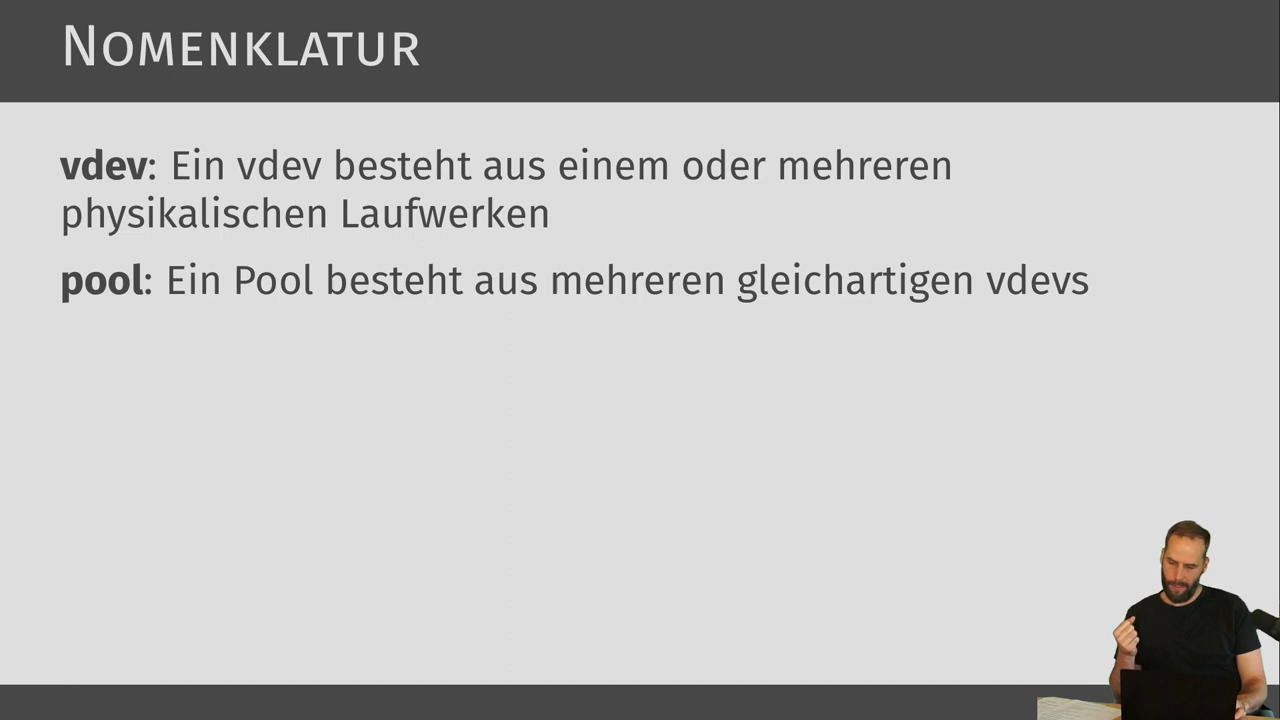 Nomenklatur
vdev: Ein vdev besteht aus einem oder mehreren
physikalischen Laufwerken
pool: Ein Pool besteht aus mehreren gleichartigen vdevs